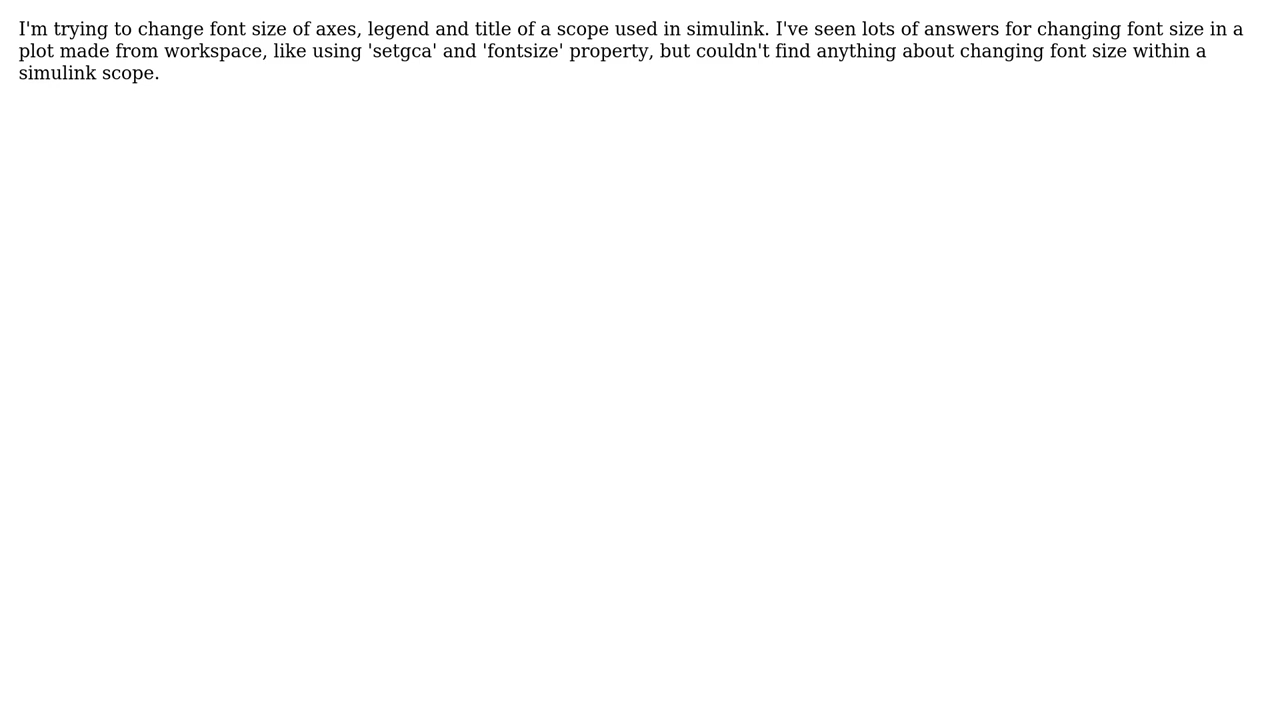 I'm trying to change font size of axes, legend and title of a scope used in simulink. I've seen lots of answers for changing font size in a
plot made from workspace, like using 'setgca' and 'fontsize' property, but couldn't find anything about changing font size within a
simulink scope.